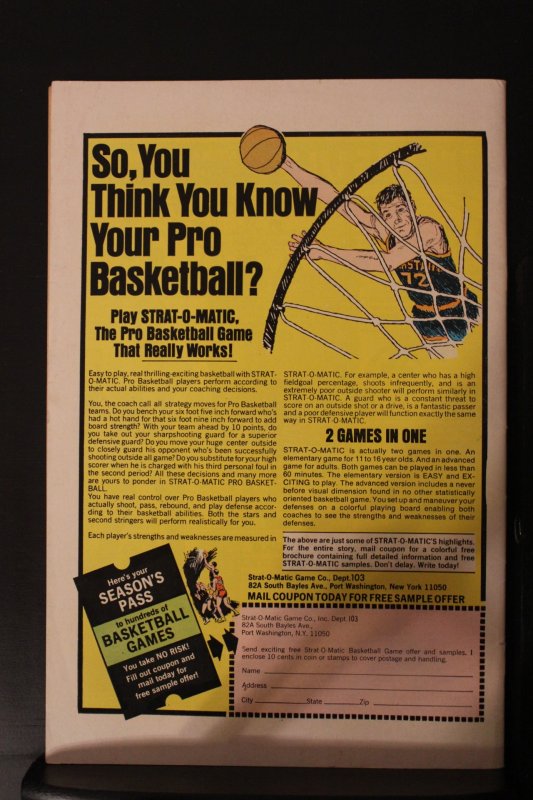 So, You
Think You Know
Your Pro
Basketball?
12
Play STRAT-O-MATIC,
The Pro Basketball Game
That Really Works!
Easy to play, real thrilling-exciting basketball with STRAT-
O-MATIC. Pro Basketball players perform according to
their actual abilities and your coaching decisions.
You, the coach call all strategy moves for Pro Basketball
teams. Do you bench your six foot five inch forward who's
had a hot hand for that six foot nine inch forward to add
board strength? With your team ahead by 10 points, do
you take out your sharpshooting guard for a superior
defensive guard? Do you move your huge center outside
to closely guard his opponent who's been successfully
shooting outside all game? Do you substitute for your high
scorer when he is charged with his third personal foul in
the second period? All these decisions and many more
are yours to ponder in STRAT-O-MATIC PRO BASKET-
BALL.
You have real control over Pro Basketball players who
actually shoot, pass, rebound, and play defense accor-
ding to their basketball abilities. Both the stars and
second stringers will perform realistically for you.
Each player's strengths and weaknesses are measured in
STRAT-O-MATIC. For example, a center who has a high
fieldgoal percentage, shoots infrequently, and is an
extremely poor outside shooter will perform similarly in
STRAT-O-MATIC. A guard who is a constant threat to
score on an outside shot or a drive, is a fantastic passer
and a poor defensive player will function exactly the same
way in STRAT-O-MATIC.
2 GAMES IN ONE
STRAT-O-MATIC is actually two games in one. An
elementary game for 11 to 16 year olds. And an advanced
game for adults. Both games can be played in less than
60 minutes. The elementary version is EASY and EX-
CITING to play. The advanced version includes a never
before visual dimension found in no other statistically
oriented basketball game. You set up and maneuver your
defenses on a colorful playing board enabling both
coaches to see the strengths and weaknesses of their
defenses.
The above are just some of STRAT-O-MATIC'S highlights.
For the entire story, mail coupon for a colorful free
brochure containing full detailed information and free
STRAT-O-MATIC samples. Don't delay. Write today!
Strat-O-Matic Game Co., Dept.103
82A South Bayles Ave., Port Washington, New York 11050
MAIL COUPON TODAY FOR FREE SAMPLE OFFER
Here's your
SEASON'S
PASS
to hundreds of
BASKETBALL
GAMES
You take NO RISK!
Fill out coupon and
mail today for
free sample offer!
Strat-O-Matic Game Co., Inc. Dept 103
82A South Bayles Ave.,
Port Washington, N.Y. 11050
Send exciting free Strat-O-Matic Basketball Game offer and samples. I
enclose 10 cents in coin or stamps to cover postage and handling.
Name
Address
City State Zip